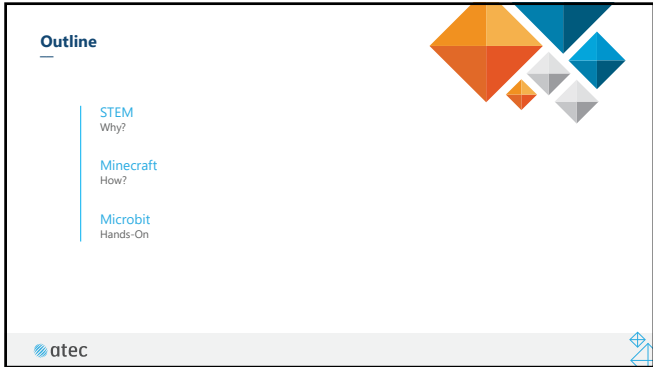 Outline
STEM
Why?
Minecraft
How?
Microbit
Hands-On
atec